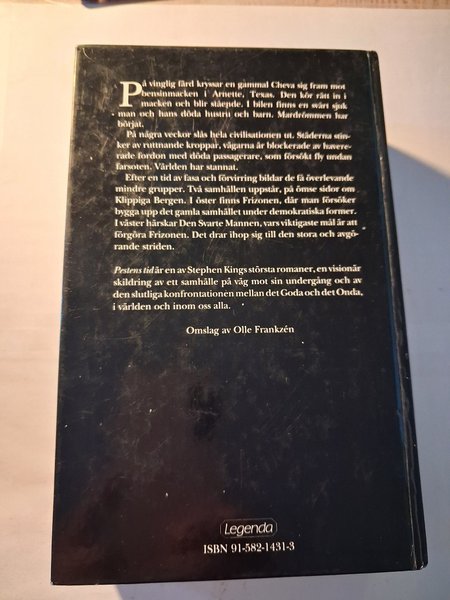 På vinglig färd kryssar en gammal Cheva sig fram mot
bensinmacken i Arnette, Texas. Den kör rätt in i
macken och blir stående. I bilen finns en svårt sjuk
man och hans döda hustru och barn. Mardrömmen har
börjat.
På några veckor slås hela civilisationen ut. Städerna stin-
ker av ruttnande kroppar, vägarna är blockerade av havere-
rade fordon med döda passagerare, som försökt fly undan
farsoten. Världen har stannat.
Efter en tid av fasa och förvirring bildar de få överlevande
mindre grupper. Två samhällen uppstår, på ömse sidor om
Klippiga Bergen. I öster finns Frizonen, där man försöker
bygga upp det gamla samhället under demokratiska former.
I väster härskar Den Svarte Mannen, vars viktigaste mål är att
förgöra Frizonen. Det drar ihop sig till den stora och avgö-
rande striden.
Pestens tid är en av Stephen Kings största romaner, en visionär
skildring av ett samhälle på väg mot sin undergång och av
den slutliga konfrontationen mellan det Goda och det Onda,
i världen och inom oss alla.
Omslag av Olle Frankzén
Legenda
ISBN 91-582-1431-3